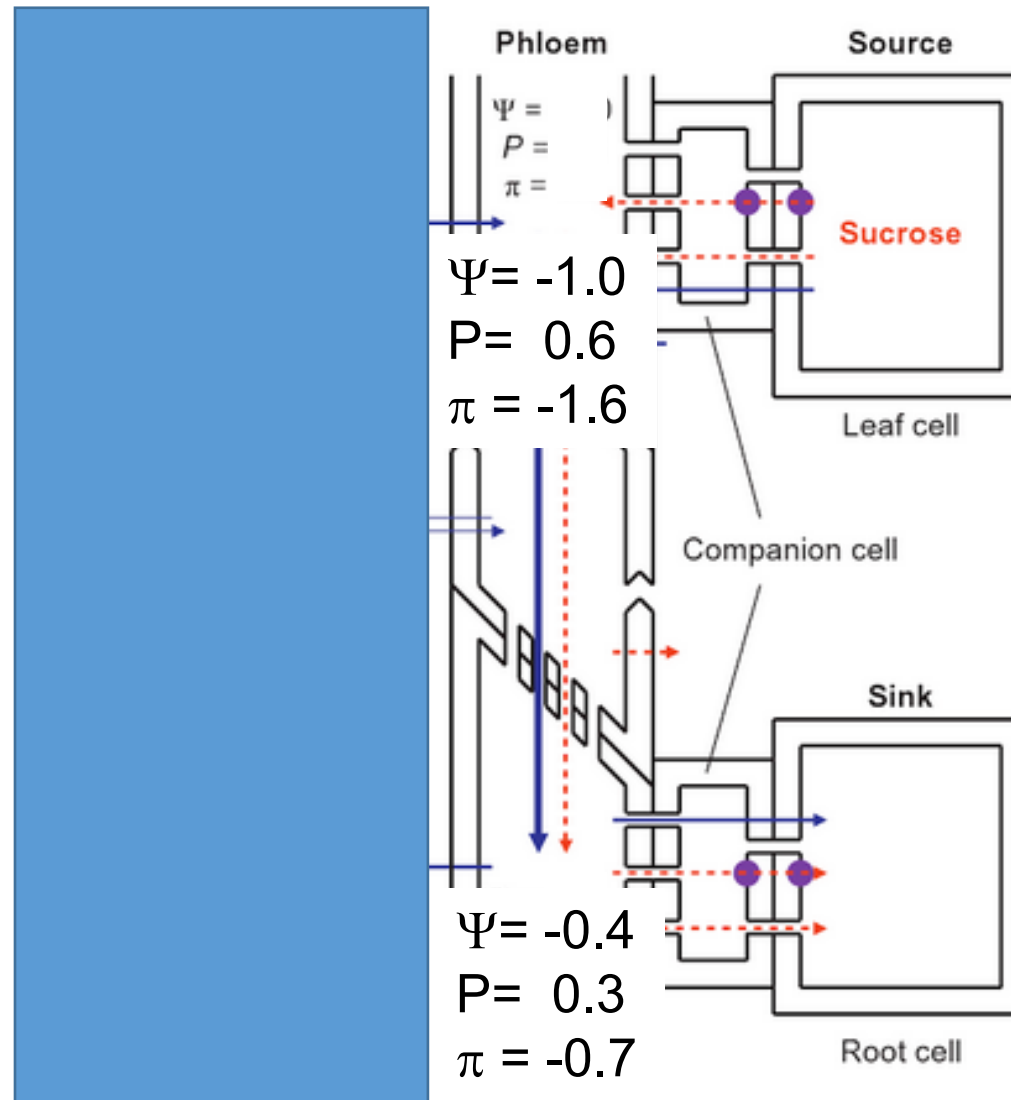 Phloem
Source
Ψ =
P =
π =
Sucrose
Ψ= -1.0
P= 0.6
π = -1.6
Leaf cell
Companion cell
Sink
Ψ= -0.4
P= 0.3
π = -0.7
Root cell